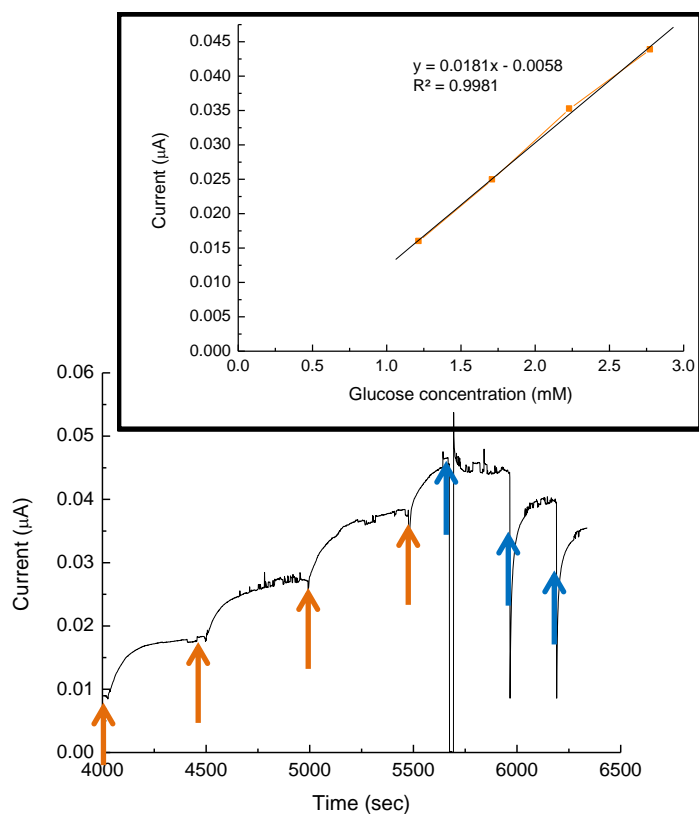 0.045
0.040
0.035
0.030
0.025
0.020
0.015
0.010
0.005
0.000
Current (μA)
y = 0.0181x - 0.0058
R² = 0.9981
0.0 0.5 1.0 1.5 2.0 2.5 3.0
Glucose concentration (mM)
0.06
0.05
0.04
0.03
0.02
0.01
0.00
Current (μA)
4000 4500 5000 5500 6000 6500
Time (sec)